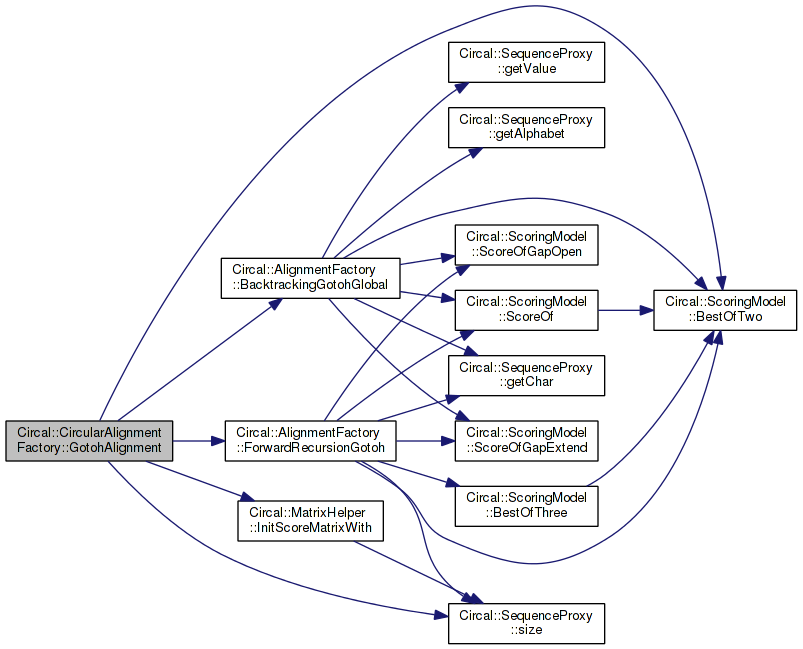 Circal::SequenceProxy
::getValue
Circal::SequenceProxy
::getAlphabet
Circal::ScoringModel
::ScoreOfGapOpen
Circal::AlignmentFactory
::BacktrackingGotohGlobal
Circal::ScoringModel
::ScoreOf
Circal::ScoringModel
::BestOfTwo
Circal::SequenceProxy
::getChar
Circal::CircularAlignment
Factory::GotohAlignment
Circal::AlignmentFactory
::ForwardRecursionGotoh
Circal::ScoringModel
::ScoreOfGapExtend
Circal::ScoringModel
::BestOfThree
Circal::MatrixHelper
::InitScoreMatrixWith
Circal::SequenceProxy
::size